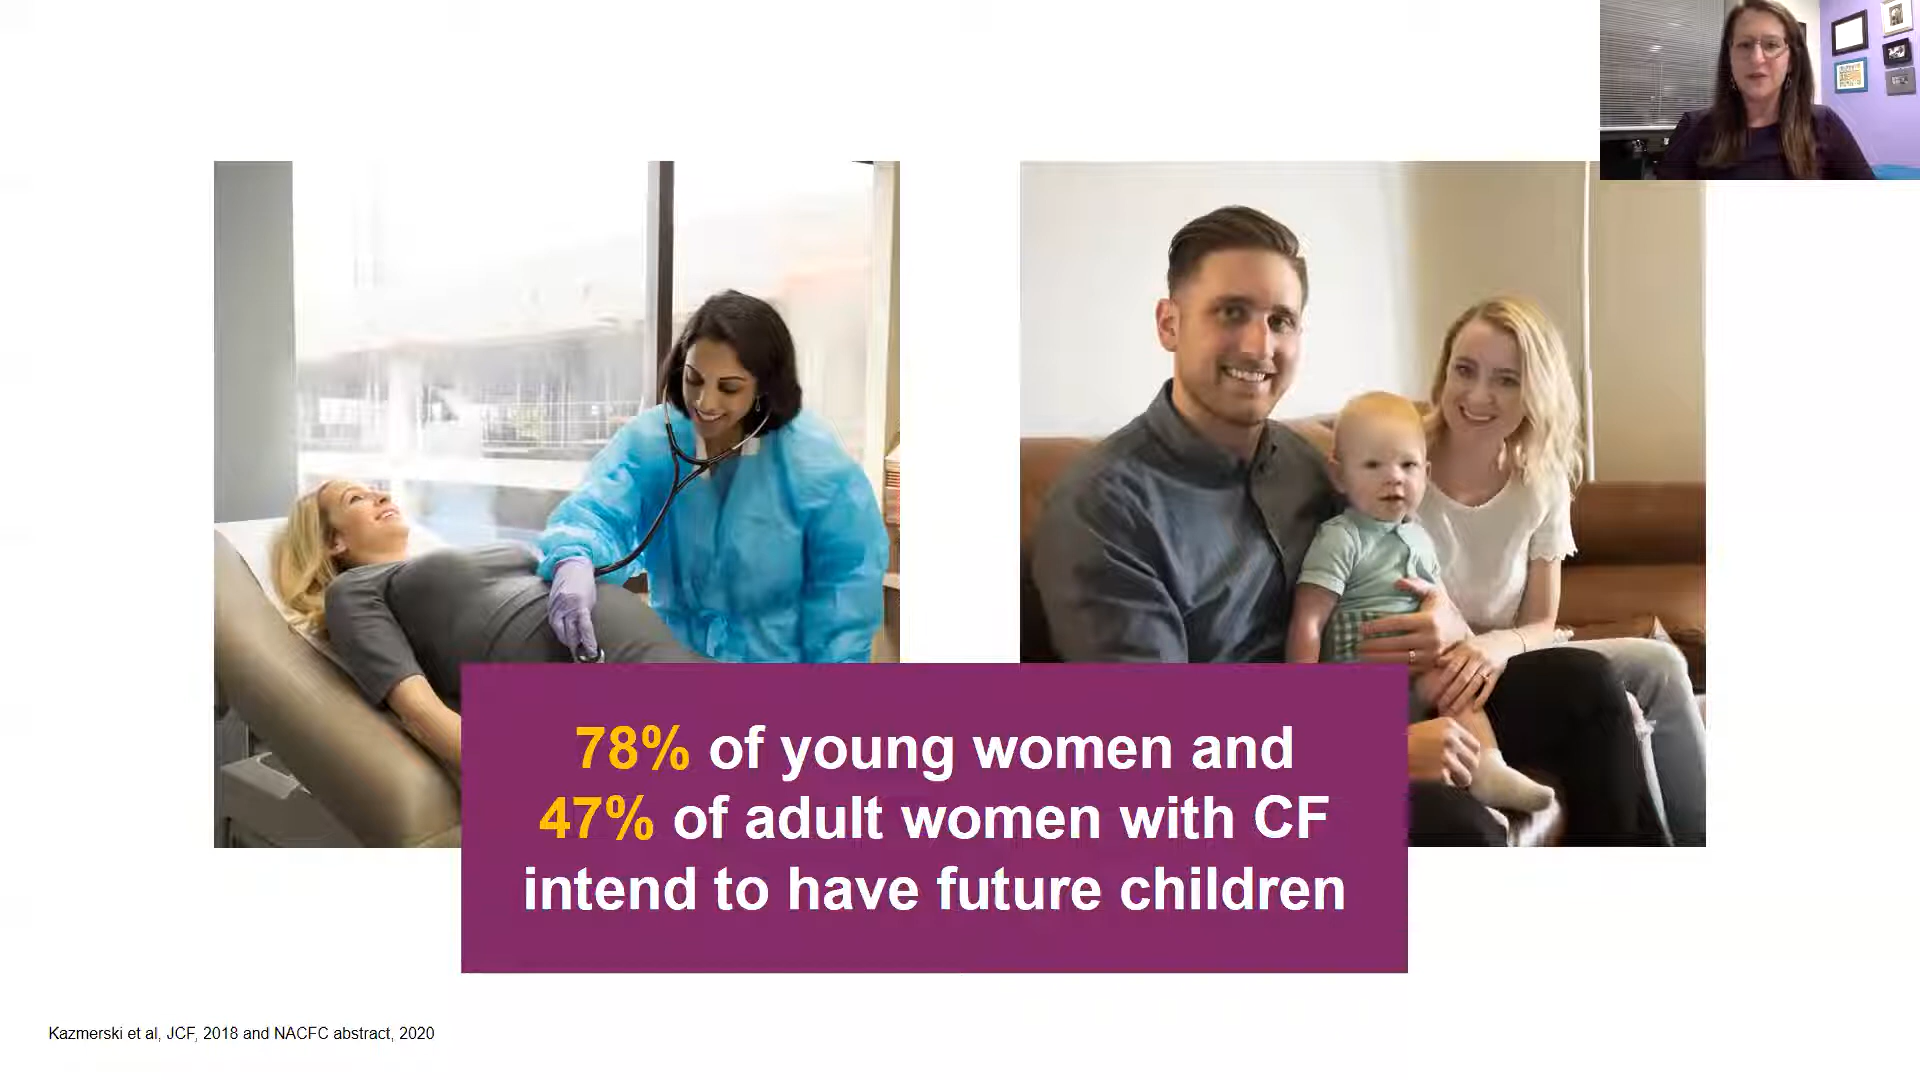 78% of young women and
47% of adult women with CF
intend to have future children
Kazmerski et al, JCF, 2018 and NACFC abstract, 2020